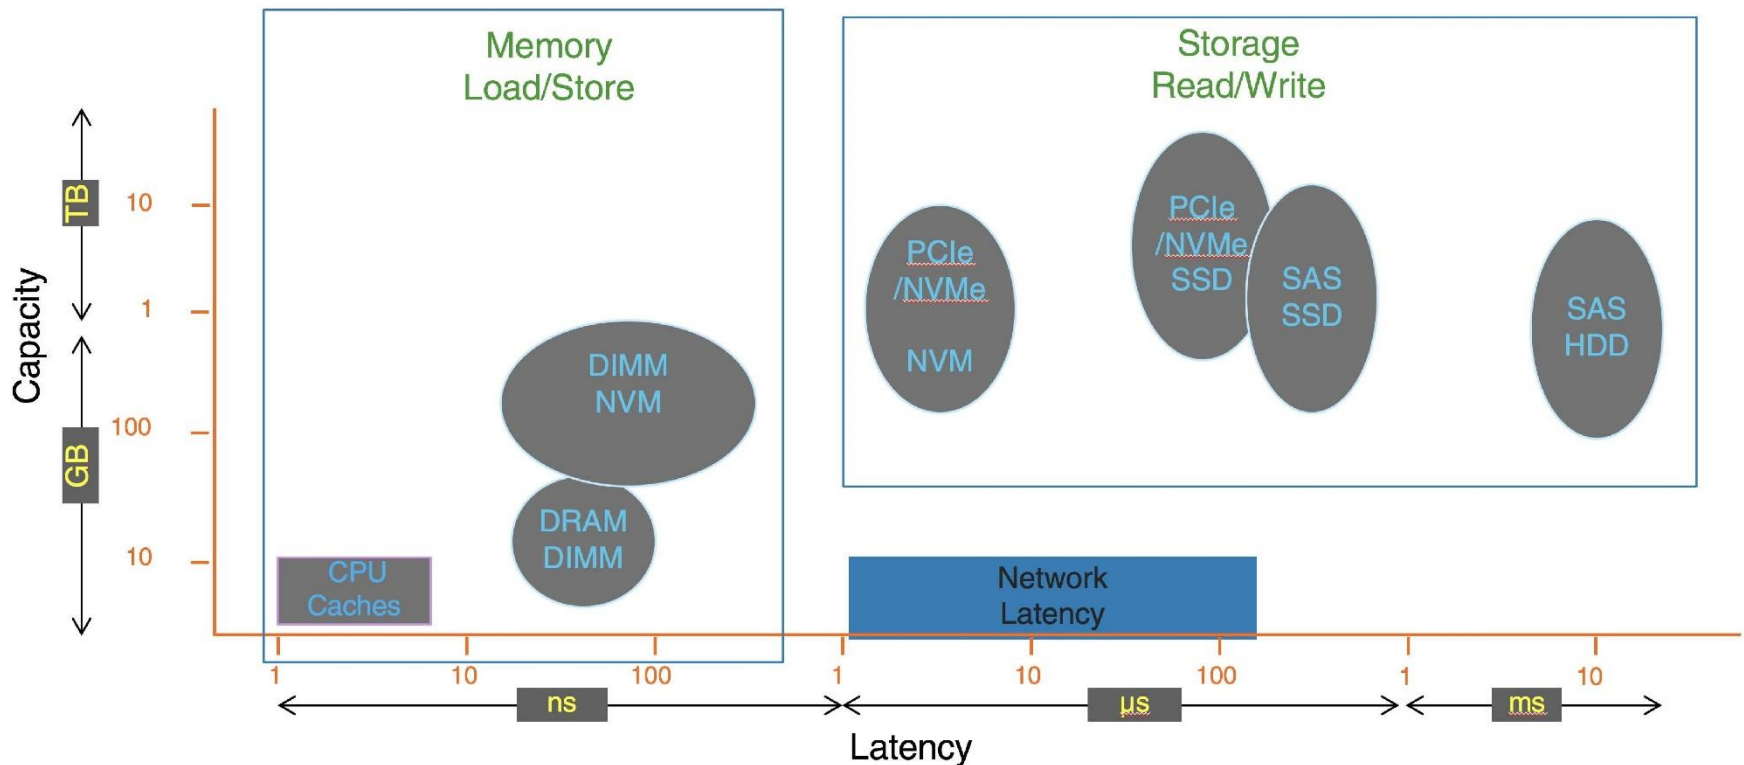 Memory
Load/Store
Storage
Read/Write
Capacity
TB
GB
10
1
100
10
PCIe
/NVMe
NVM
PCIe
/NVMe
SSD
SAS
SSD
SAS
HDD
DIMM
NVM
DRAM
DIMM
CPU
Caches
Network
Latency
1
10
100
1
10
100
1
10
ns
µs
ms
Latency